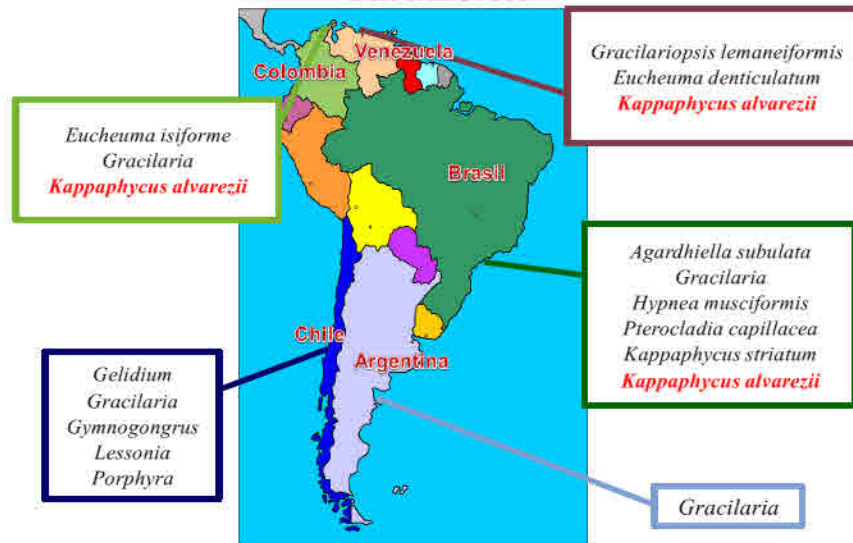 Venezuela
Colombia
Brasil
Chile
Argentina
Gracilariopsis lemaneiformis
Eucheuma denticulatum
Kappaphycus alvarezii
Eucheuma isiforme
Gracilaria
Kappaphycus alvarezii
Agardhiella subulata
Gracilaria
Hypnea musciformis
Pterocladia capillacea
Kappaphycus striatum
Kappaphycus alvarezii
Gelidium
Gracilaria
Gymnogongrus
Lessonia
Porphyra
Gracilaria